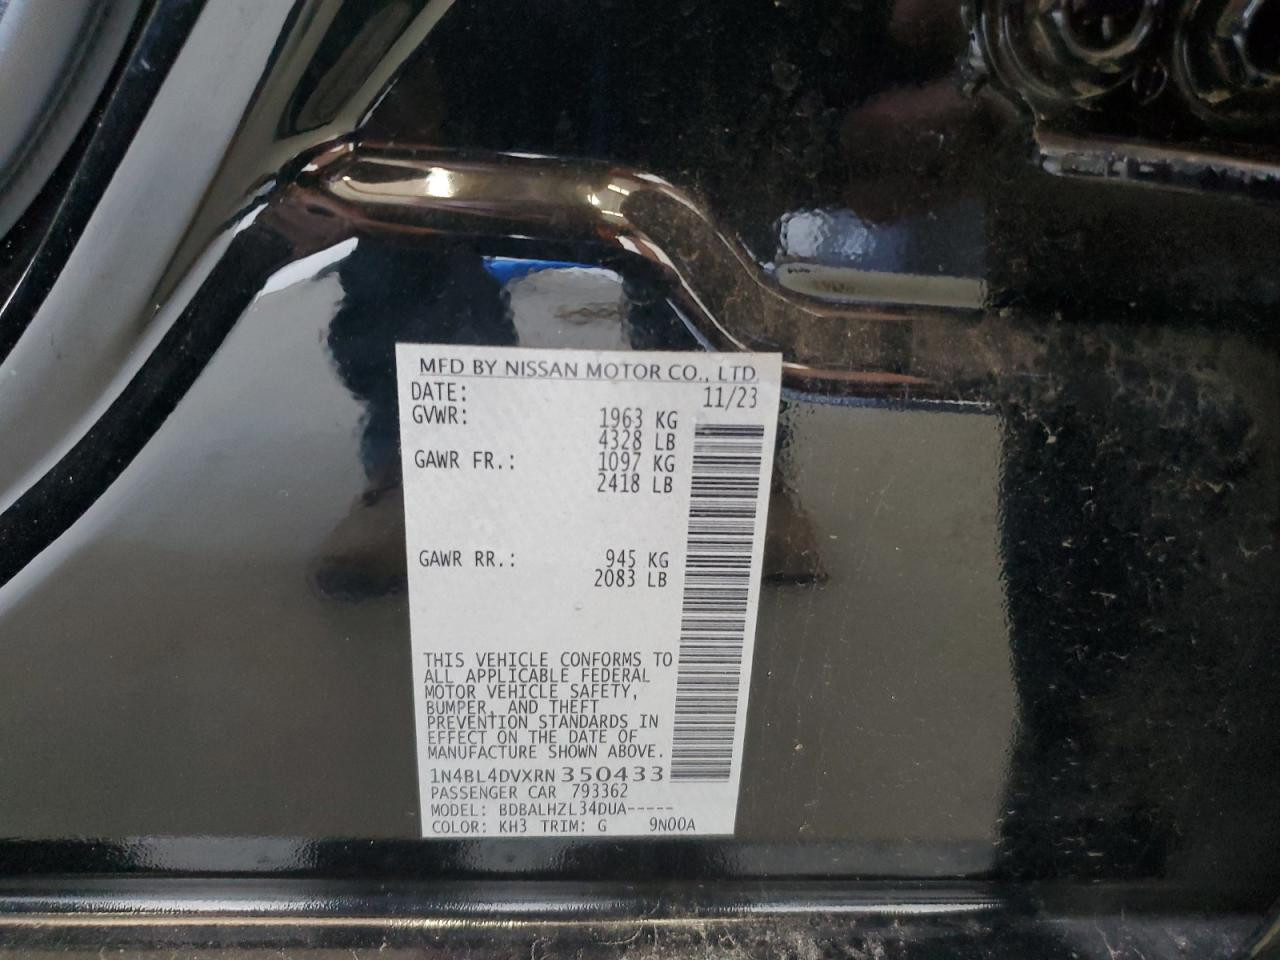 MFD BY NISSAN MOTOR CO., LTD.
DATE: 11/23
GVWR: 1963 KG
4328 LB
GAWR FR.: 1097 KG
2418 LB
GAWR RR.: 945 KG
2083 LB
THIS VEHICLE CONFORMS TO
ALL APPLICABLE FEDERAL
MOTOR VEHICLE SAFETY,
BUMPER, AND THEFT
PREVENTION STANDARDS IN
EFFECT ON THE DATE OF
MANUFACTURE SHOWN ABOVE.
1N4BL4DVXRN350433
PASSENGER CAR 793362
MODEL: BDBALHZL34DUA-----
COLOR: KH3 TRIM: G 9N00A